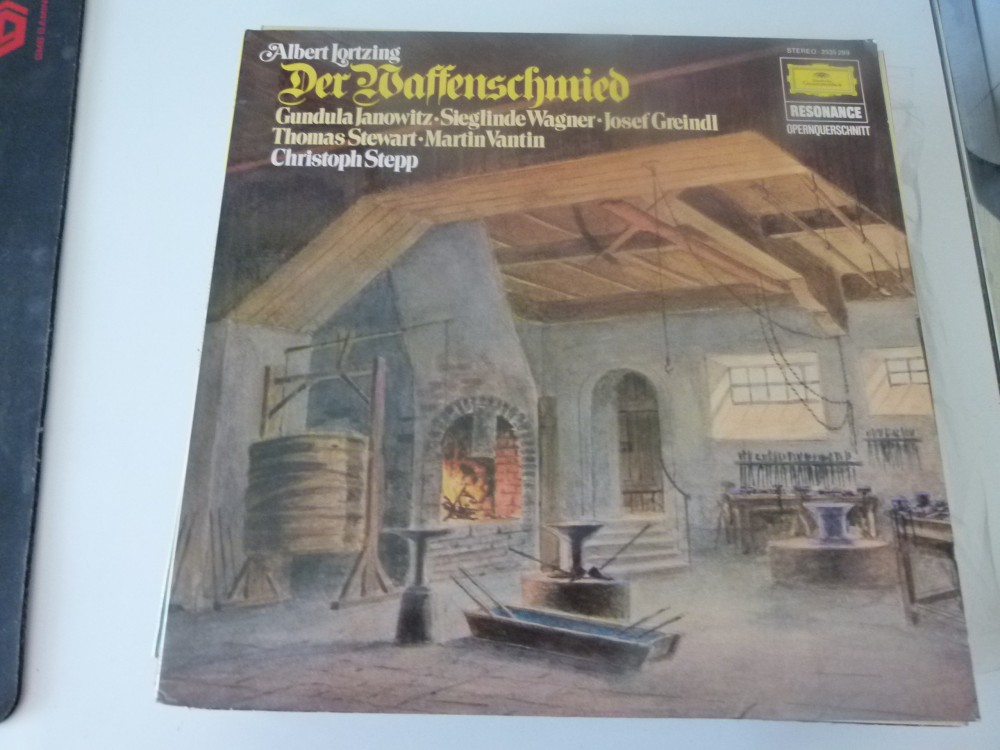 Albert Lortzing
Der Waffenschmied
Gundula Janowitz · Sieglinde Wagner · Josef Greindl
Thomas Stewart · Martin Vantin
Christoph Stepp
STEREO
RESONANCE
OPERNQUERSCHNITT